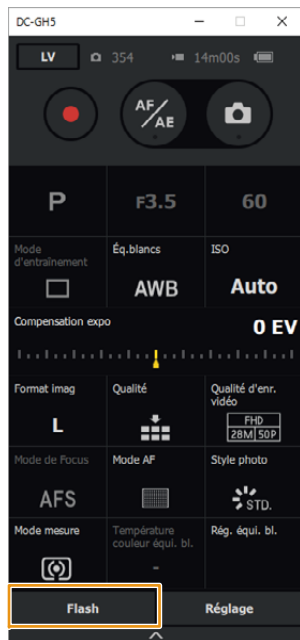 DC-GH5
LV 354 14m00s
AF/AE
P F3.5 60
Mode
d'entraînement
Éq.blancs
AWB
ISO
Auto
Compensation expo
0 EV
Format imag
L
Qualité
Qualité d'enr.
vidéo
FHD
28M 50P
Mode de Focus
AFS
Mode AF
Style photo
STD.
Mode mesure
Température
couleur équi. bl.
-
Rég. équi. bl.
Flash Réglage